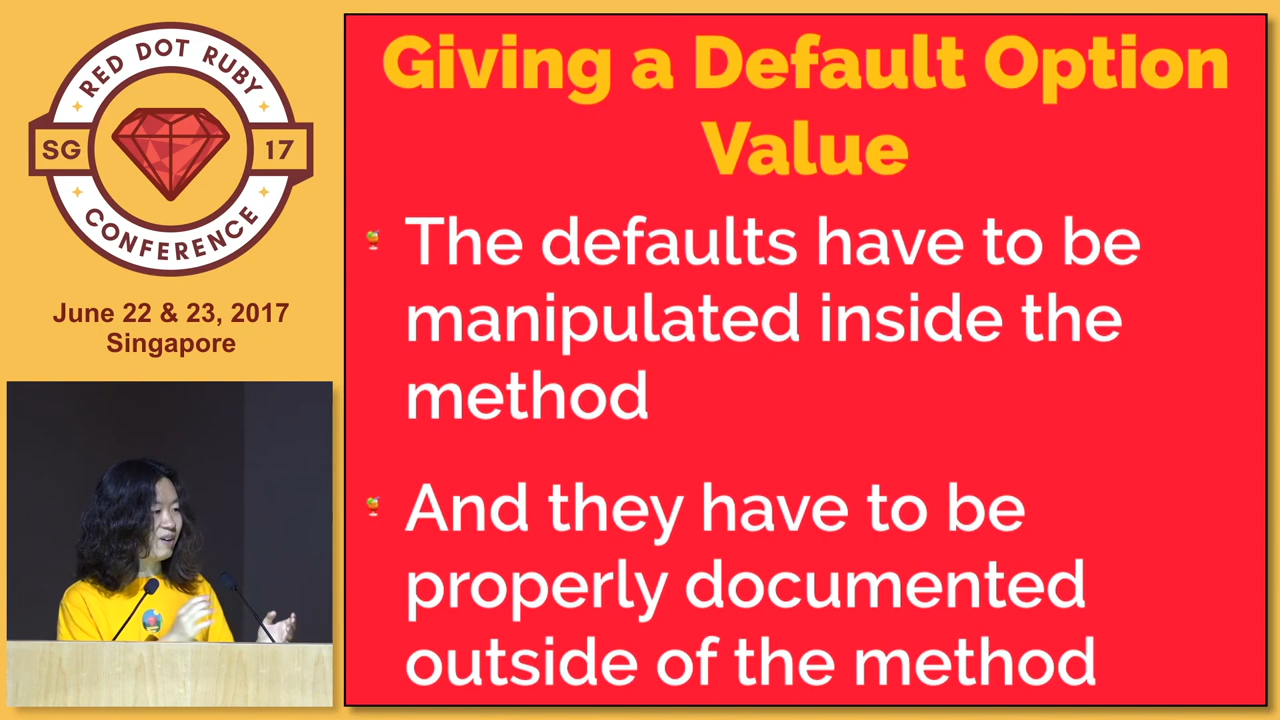 RED DOT RUBY
SG 17
CONFERENCE
June 22 & 23, 2017
Singapore
Giving a Default Option
Value
The defaults have to be
manipulated inside the
method
And they have to be
properly documented
outside of the method